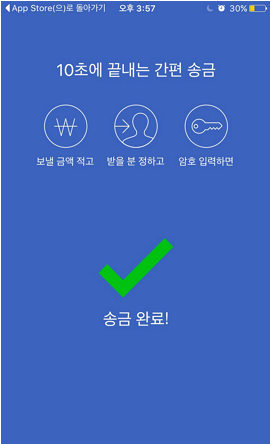 App Store(으)로 돌아가기 오후 3:57 30%
10초에 끝내는 간편 송금
보낼 금액 적고 받을 분 정하고 암호 입력하면
송금 완료!